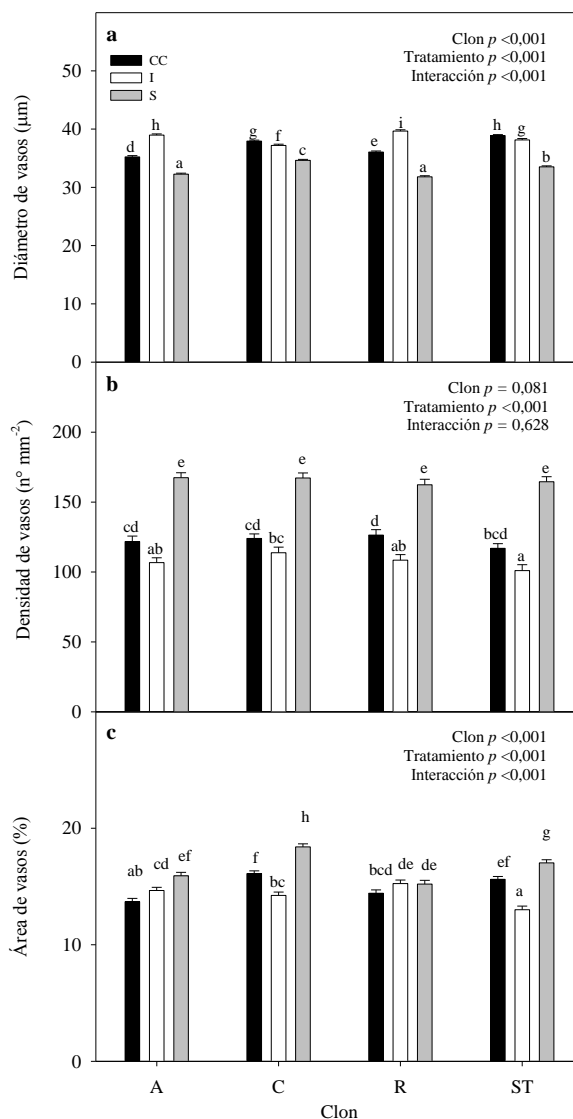 a
Clon p <0,001
Tratamiento p <0,001
Interacción p <0,001
CC
I
S
Diámetro de vasos (µm)
50
40
30
20
10
0
d h a g f c e i a h g b
b
Clon p = 0,081
Tratamiento p <0,001
Interacción p = 0,628
Densidad de vasos (n° mm-2)
200
150
100
50
0
cd ab e cd bc e d ab e bcd a e
c
Clon p <0,001
Tratamiento p <0,001
Interacción p <0,001
Área de vasos (%)
20
10
0
ab cd ef f bc h bcd de de ef a g
A C R ST
Clon